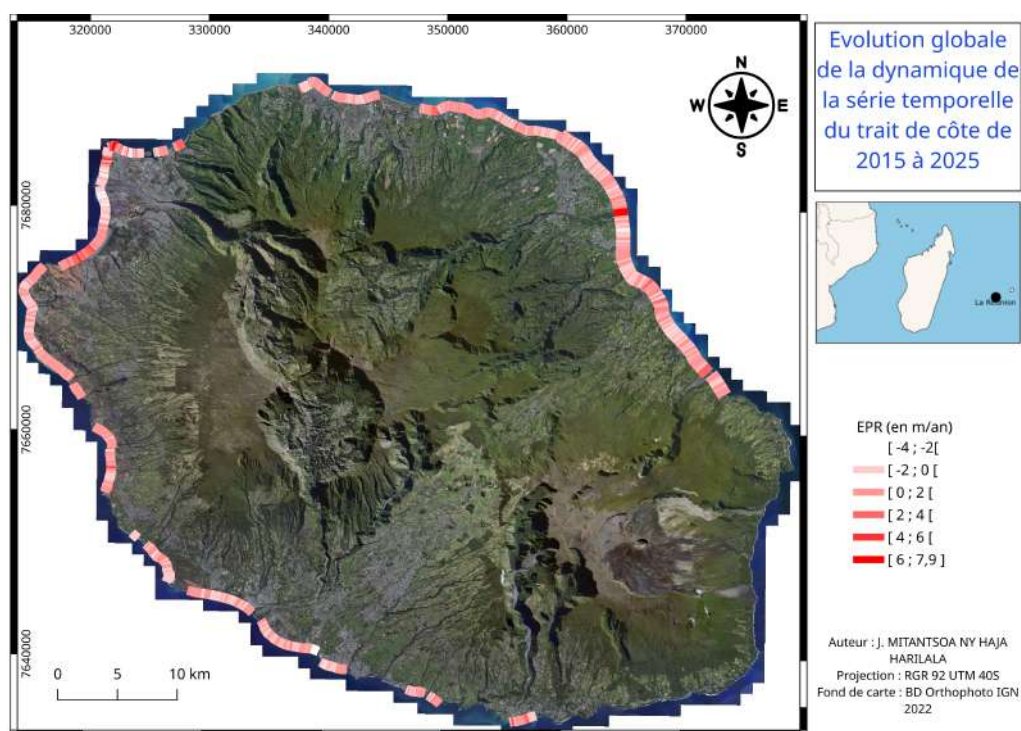 320000 330000 340000 350000 360000 370000
Evolution globale
de la dynamique de
la série temporelle
du trait de côte de
2015 à 2025
N
W E
S
7680000
7660000
7640000
La Réunion
EPR (en m/an)
[ -4 ; -2[
[ -2 ; 0 [
[ 0 ; 2 [
[ 2 ; 4 [
[ 4 ; 6 [
[ 6 ; 7,9 ]
0 5 10 km
Auteur : J. MITANTSOA NY HAJA
HARILALA
Projection : RGR 92 UTM 40S
Fond de carte : BD Orthophoto IGN
2022